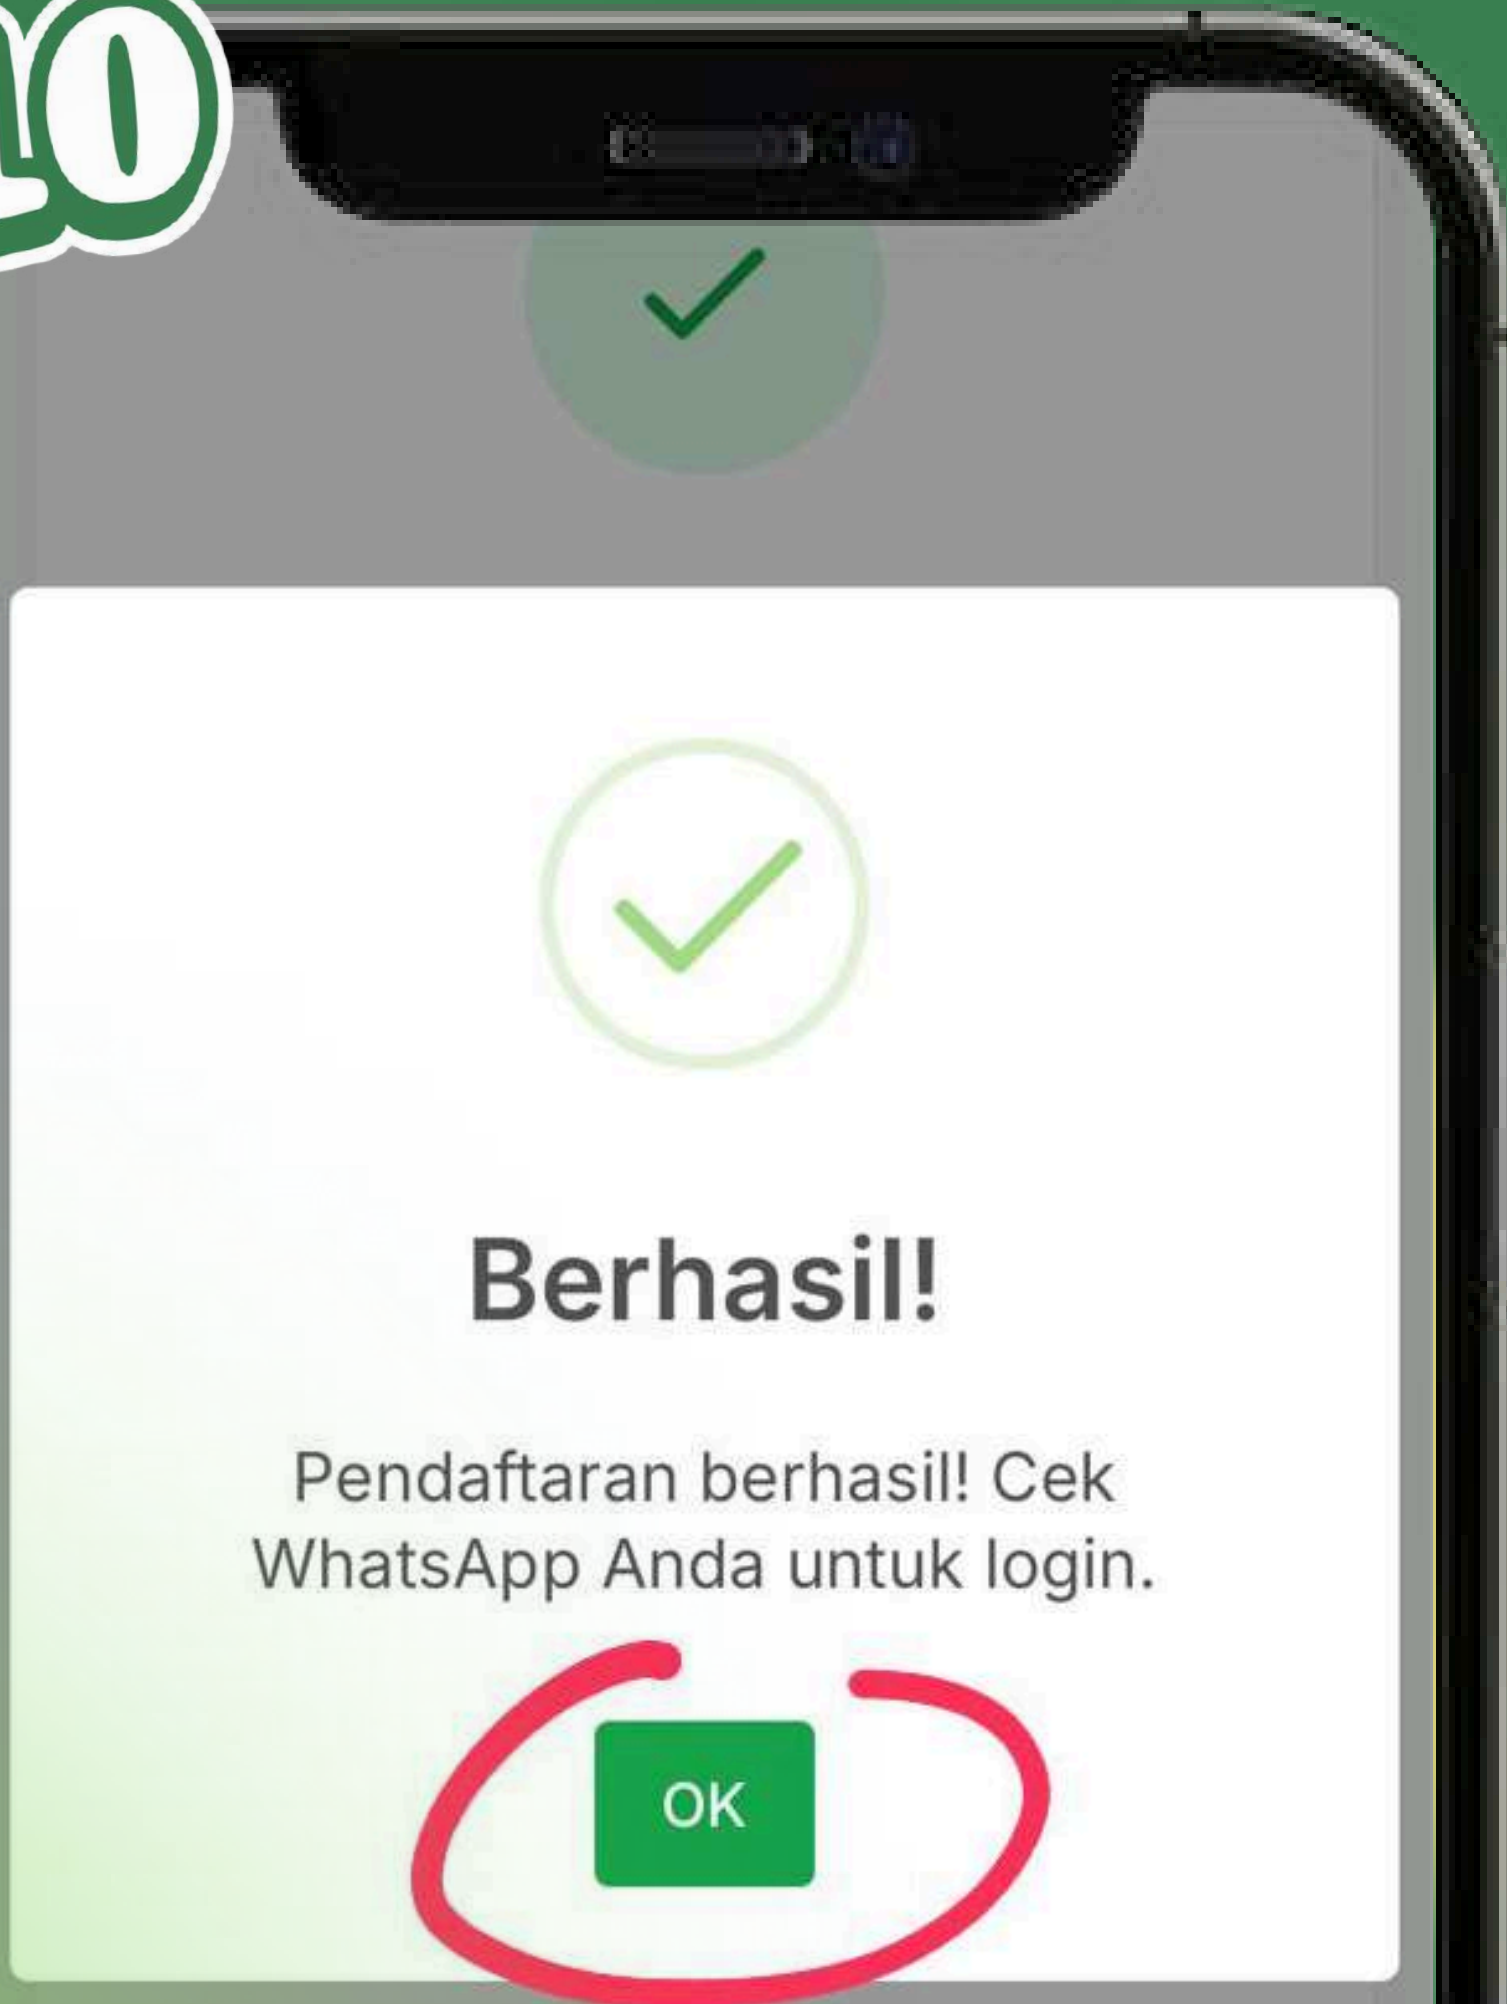 10
Berhasil!
Pendaftaran berhasil! Cek
WhatsApp Anda untuk login.
OK